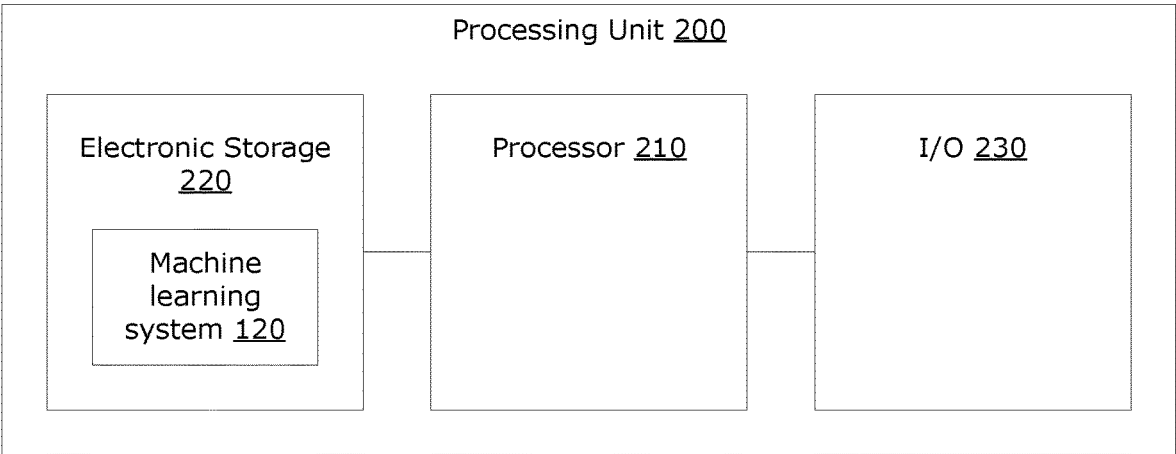 Processing Unit 200
Electronic Storage
220
Machine
learning
system 120
Processor 210
I/O 230